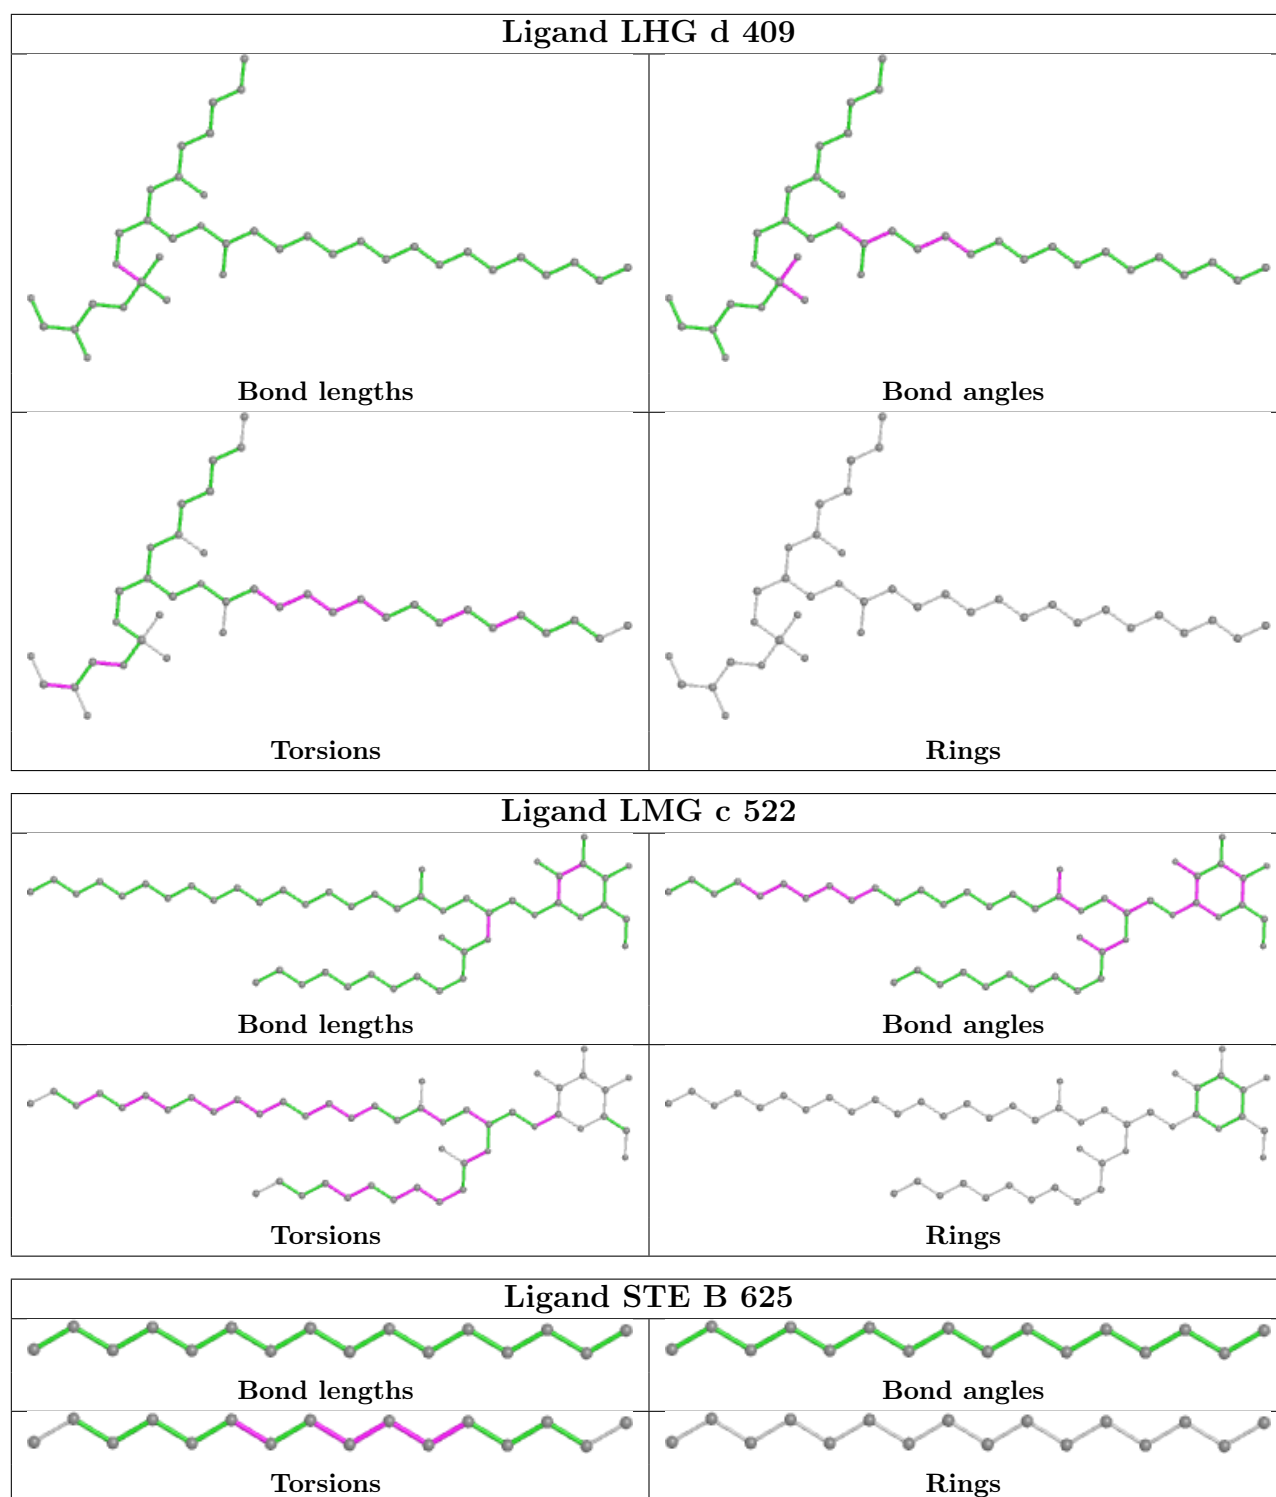 Ligand LHG d 409
Bond lengths
Bond angles
Torsions
Rings
Ligand LMG c 522
Bond lengths
Bond angles
Torsions
Rings
Ligand STE B 625
Bond lengths
Bond angles
Torsions
Rings